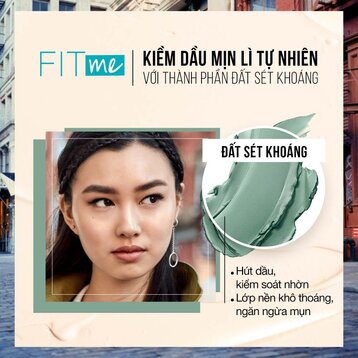 FIT me
KIỀM DẦU MỊN LÌ TỰ NHIÊN
VỚI THÀNH PHẦN ĐẤT SÉT KHOÁNG
ĐẤT SÉT KHOÁNG
• Hút dầu,
kiểm soát nhờn
• Lớp nền khô thoáng,
ngăn ngừa mụn